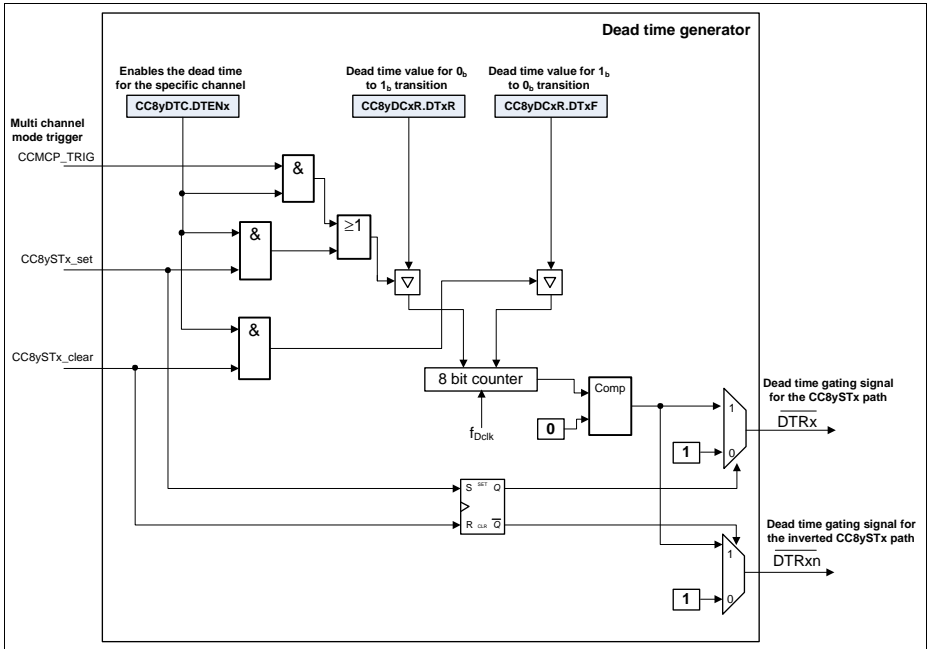 Dead time generator
Enables the dead time
for the specific channel
CC8yDTC.DTENx
Dead time value for 0b
to 1b transition
CC8yDCxR.DTxR
Dead time value for 1b
to 0b transition
CC8yDCxR.DTxF
Multi channel
mode trigger
CCMCP_TRIG
&
≥1
CC8ySTx_set
&
CC8ySTx_clear
&
8 bit counter
fDclk
Comp
0
1
1
0
Dead time gating signal
for the CC8ySTx path
DTRx
S SET Q
R CLR Q
Dead time gating signal for
the inverted CC8ySTx path
DTRxn
1
1
0